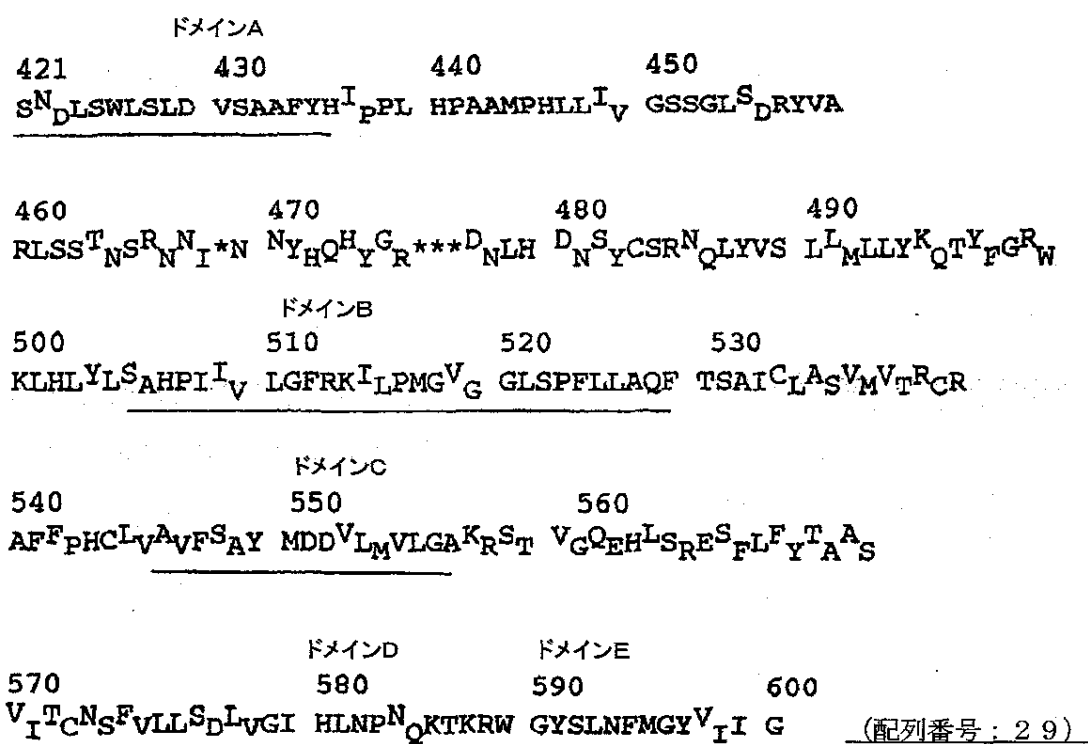 ドメインA
421 430 440 450
SNDLSWLSLD VSAAFYHIPPL HPAAMPHLLIV GSSGLSDRYVA
460 470 480 490
RLSSTNSRNNI*N NYHQHYGR***DNLH DNSYCSRNQLYVS LLMLLYKQTYFGRW
ドメインB
500 510 520 530
KLHLYLSAHPIIV LGFRKILPMGVG GLSPFLLAQF TSAICLASVMVTRCR
ドメインC
540 550 560
AFFPHCLVAVFSAY MDDVLMVLGAKRST VGQEHLSRESFLFYTAAS
ドメインD ドメインE
570 580 590 600
VITCNSFVLLSDLVGI HLNPNQKTKRW GYSLNFMGYVII G (配列番号:29)